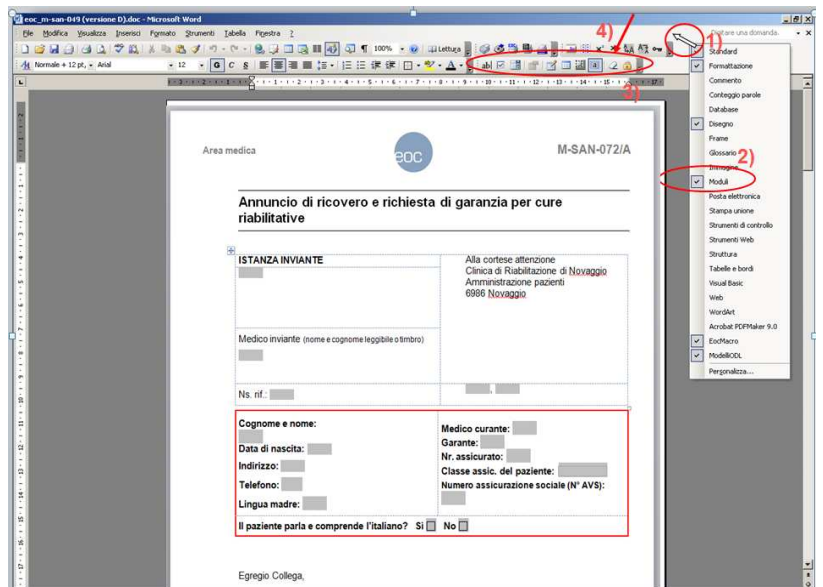 eoc_m-san-049 (versione D).doc - Microsoft Word
File Modifica Visualizza Inserisci Formato Strumenti Tabella Finestra ?
Digitare una domanda.
4)
1)
100%
Lettura
Normale + 12 pt, Arial 12 G C S
3)
Standard
Formattazione
Commento
Conteggio parole
Database
Disegno
Frame
Glossario
Immagine
2)
Moduli
Posta elettronica
Stampa unione
Strumenti di controllo
Strumenti Web
Struttura
Tabelle e bordi
Visual Basic
Web
WordArt
Acrobat PDFMaker 9.0
EocMacro
ModelliODL
Personalizza...
Area medica
eoc
M-SAN-072/A
Annuncio di ricovero e richiesta di garanzia per cure
riabilitative
ISTANZA INVIANTE
Alla cortese attenzione
Clinica di Riabilitazione di Novaggio
Amministrazione pazienti
6986 Novaggio
Medico inviante (nome e cognome leggibile o timbro)
Ns. rif.:
,
Cognome e nome:
Data di nascita:
Indirizzo:
Telefono:
Lingua madre:
Medico curante:
Garante:
Nr. assicurato:
Classe assic. del paziente:
Numero assicurazione sociale (N° AVS):
Il paziente parla e comprende l'italiano? Sì No
Egregio Collega,